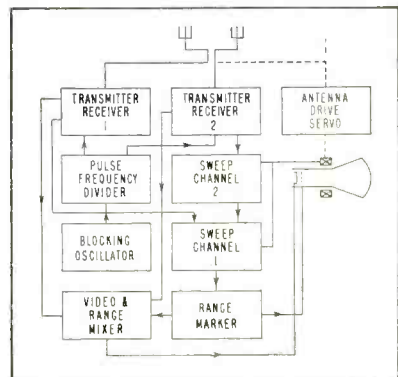 TRANSMITTER
RECEIVER
1
TRANSMITTER
RECEIVER
2
ANTENNA
DRIVE
SERVO
PULSE
FREQUENCY
DIVIDER
SWEEP
CHANNEL
2
BLOCKING
OSCILLATOR
SWEEP
CHANNEL
1
VIDEO &
RANGE
MIXER
RANGE
MARKER